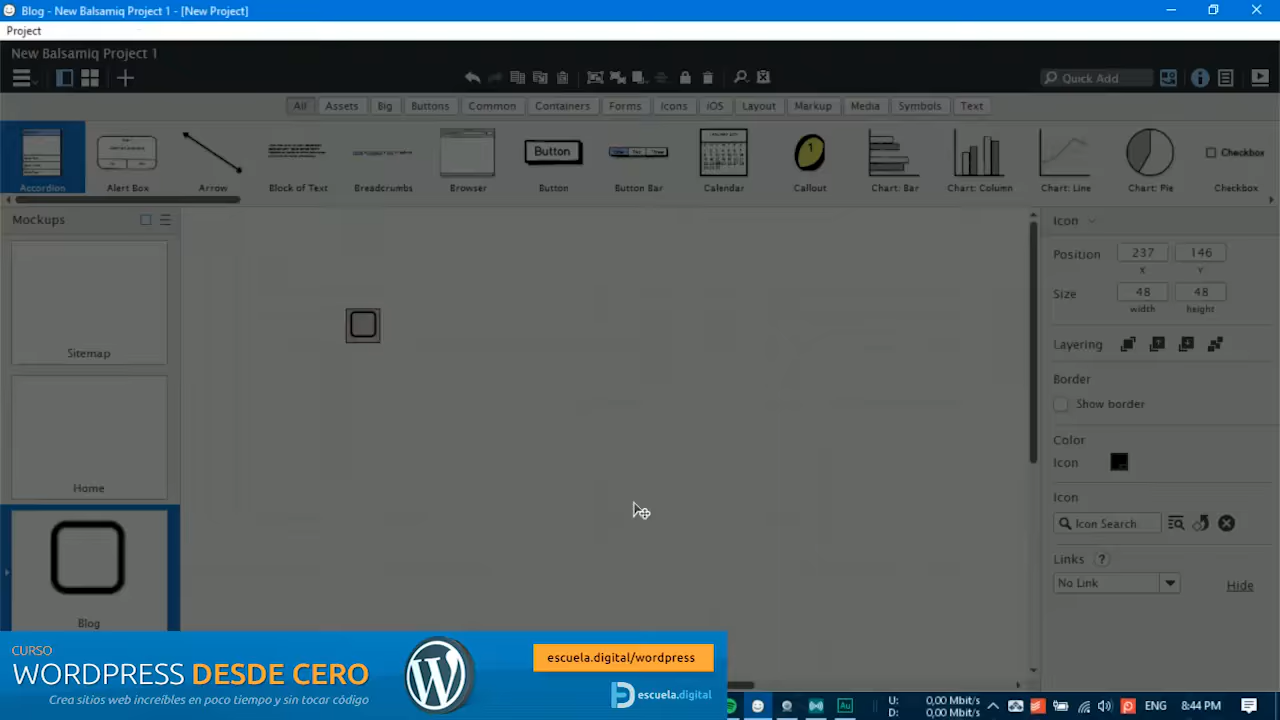 Blog - New Balsamiq Project 1 - [New Project]
Project
New Balsamiq Project 1
Quick Add
All Assets Big Buttons Common Containers Forms Icons iOS Layout Markup Media Symbols Text
Button
1
Checkbox
Accordion Alert Box Arrow Block of Text Breadcrumbs Browser Button Button Bar Calendar Callout Chart: Bar Chart: Column Chart: Line Chart: Pie Checkbox
Mockups
Sitemap
Home
Blog
Icon
Position 237 146
X Y
Size 48 48
width height
Layering
Border
Show border
Color
Icon
Icon
Icon Search
Links ?
No Link Hide
CURSO
WORDPRESS DESDE CERO
Crea sitios web increíbles en poco tiempo y sin tocar código
escuela.digital/wordpress
escuela.digital
U: 0,00 Mbit/s
D: 0,00 Mbit/s
ENG 8:44 PM